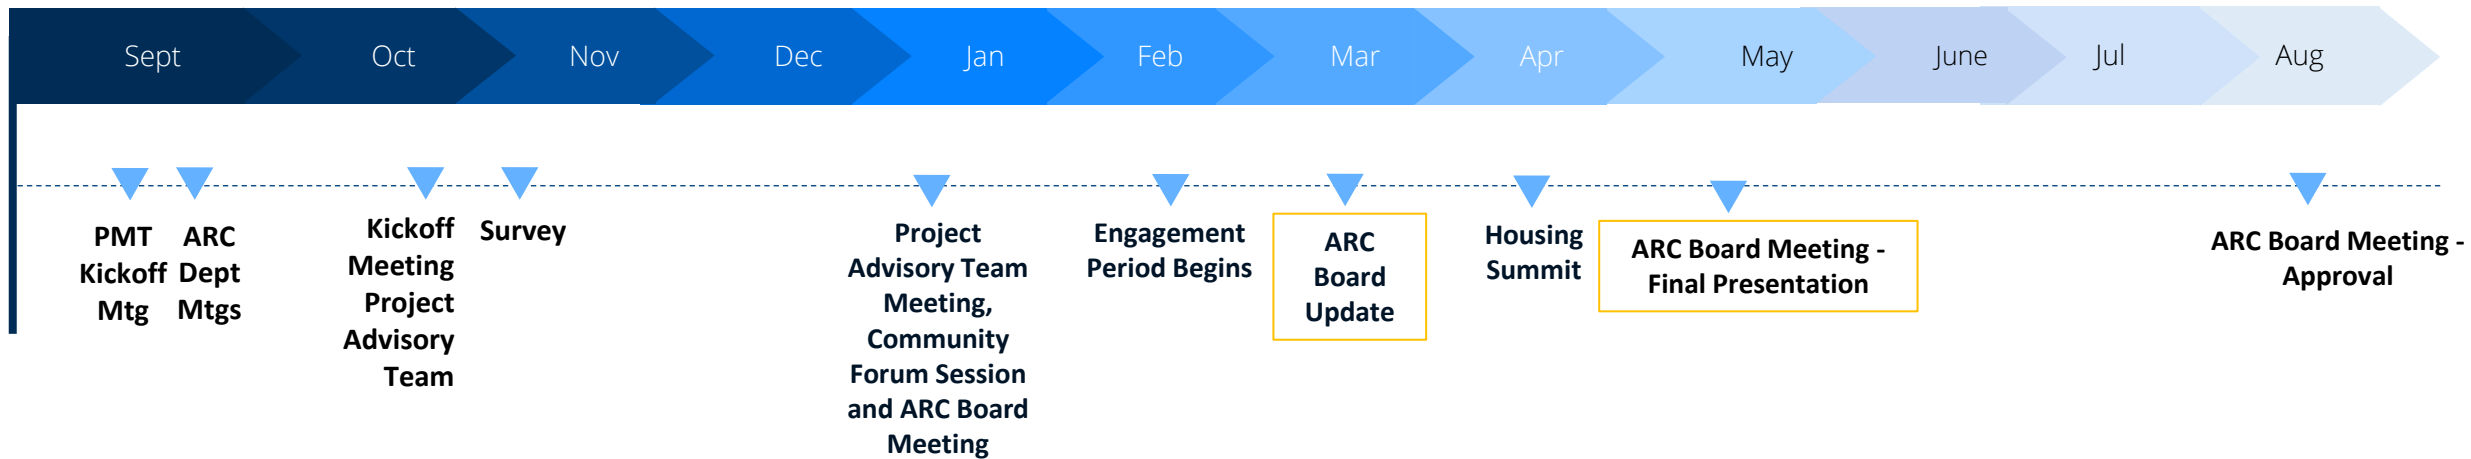 Sept
Oct
Nov
Dec
Jan
Feb
Mar
Apr
May
June
Jul
Aug
PMT
Kickoff
Mtg
ARC
Dept
Mtgs
Kickoff
Meeting
Project
Advisory
Team
Survey
Project
Advisory Team
Meeting,
Community
Forum Session
and ARC Board
Meeting
Engagement
Period Begins
ARC
Board
Update
Housing
Summit
ARC Board Meeting -
Final Presentation
ARC Board Meeting -
Approval